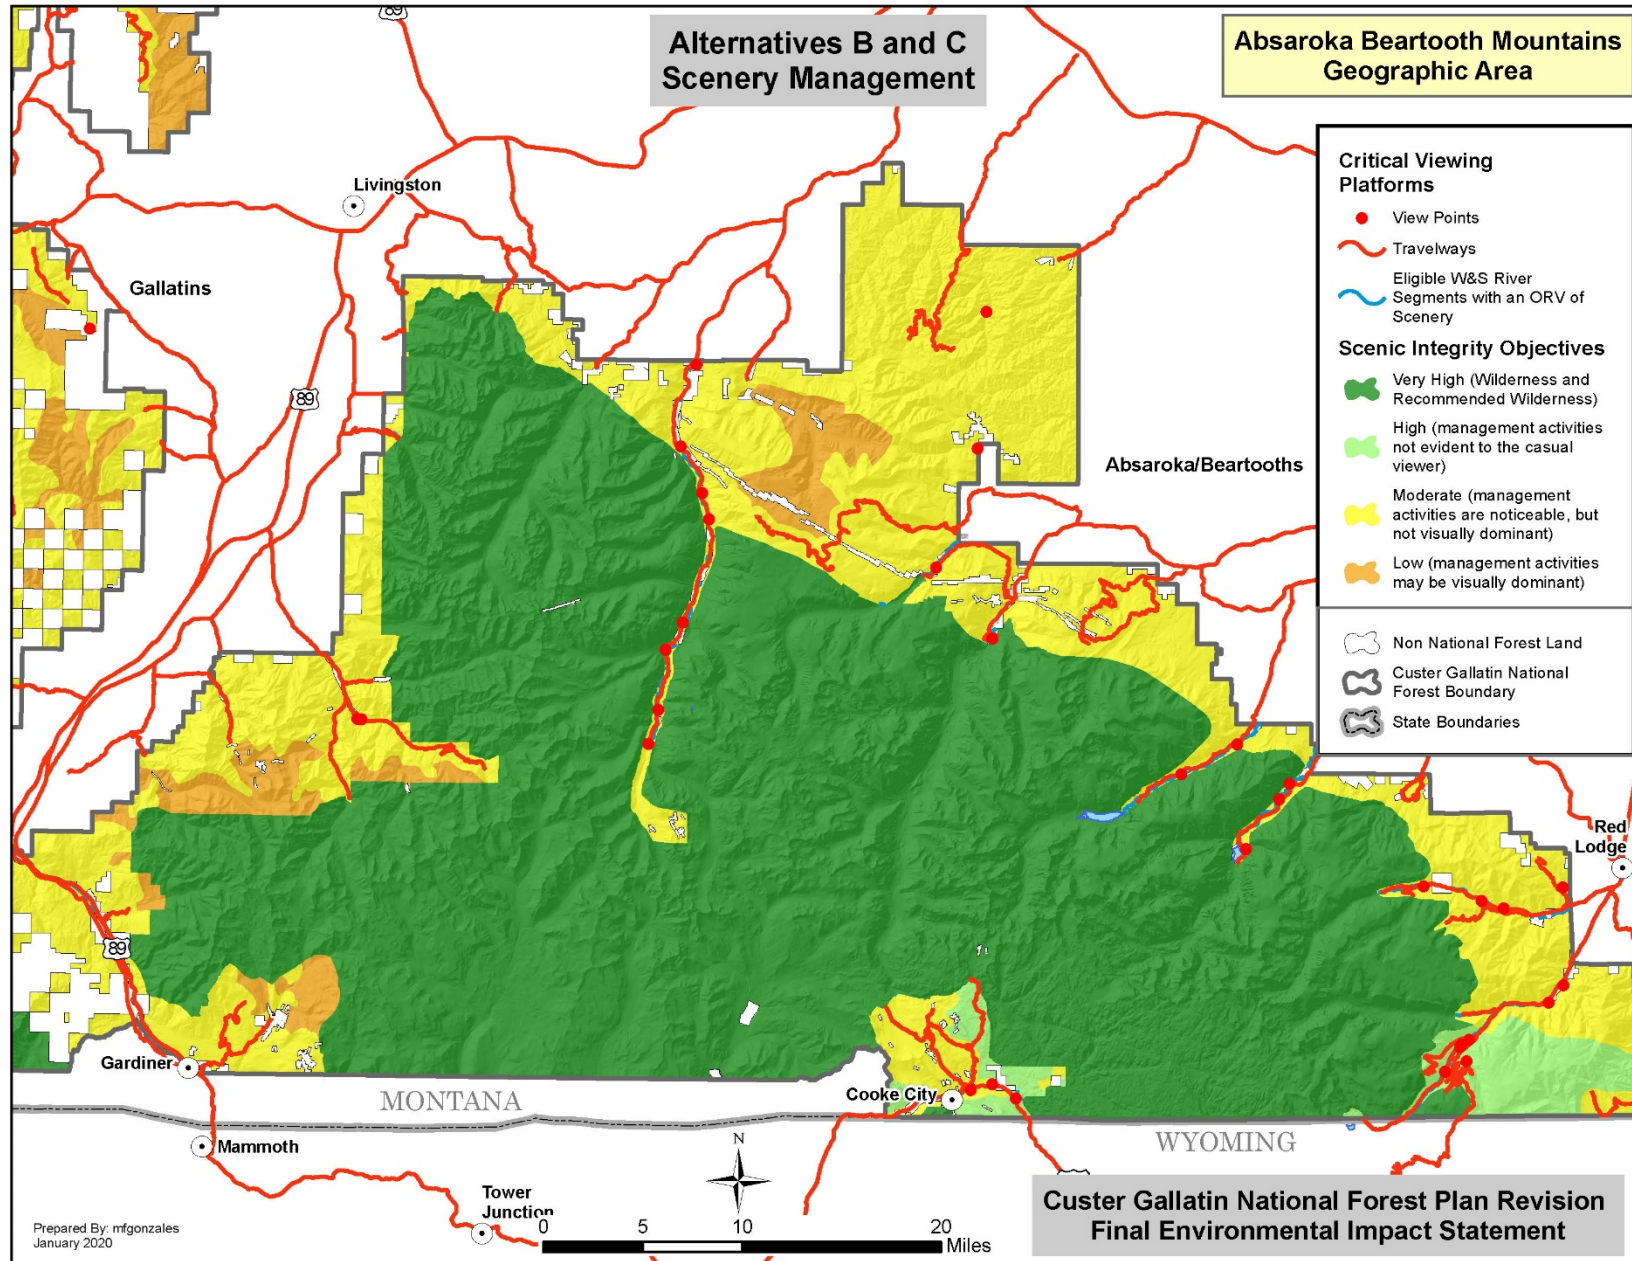 89
Alternatives B and C
Scenery Management
Absaroka Beartooth Mountains
Geographic Area
Critical Viewing
Platforms
View Points
Travelways
Eligible W&S River
Segments with an ORV of
Scenery
Scenic Integrity Objectives
Very High (Wilderness and
Recommended Wilderness)
High (management activities
not evident to the casual
viewer)
Moderate (management
activities are noticeable, but
not visually dominant)
Low (management activities
may be visually dominant)
Non National Forest Land
Custer Gallatin National
Forest Boundary
State Boundaries
Livingston
Gallatins
89
Absaroka/Beartooths
Red
Lodge
89
Gardiner
Cooke City
MONTANA
WYOMING
Mammoth
N
Tower
Junction
0 5 10 20
Miles
Custer Gallatin National Forest Plan Revision
Final Environmental Impact Statement
Prepared By: mfgonzales
January 2020